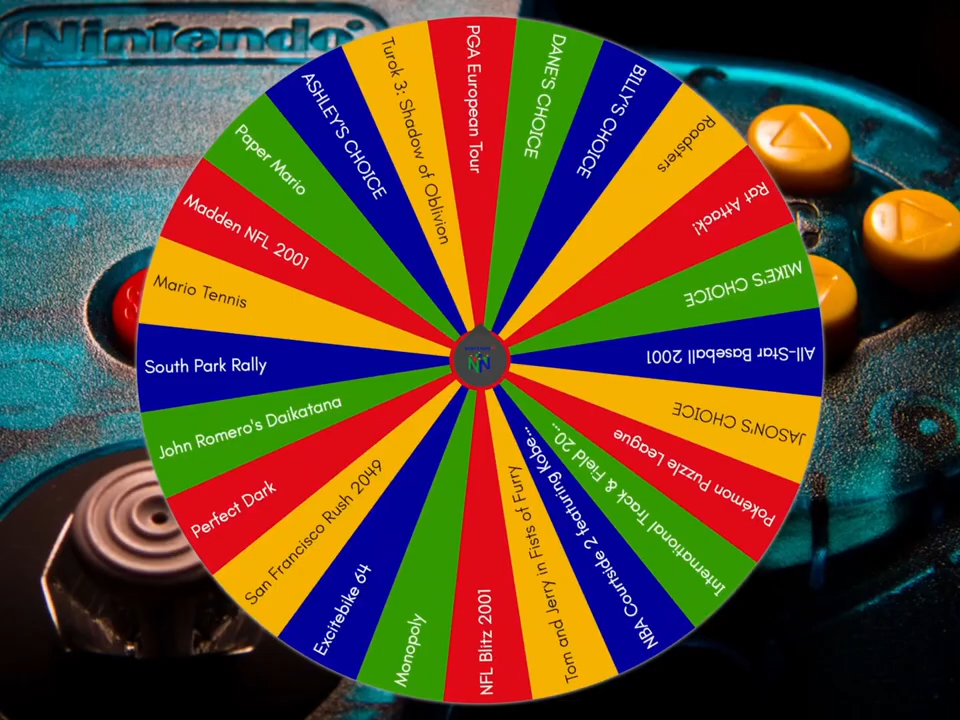 Nintendo
PGA European Tour
DANE'S CHOICE
BILLY'S CHOICE
Roadsters
Rat Attack!
MIKE'S CHOICE
All-Star Baseball 2001
JASON'S CHOICE
Pokémon Puzzle League
International Track & Field 20...
NBA Courtside 2 featuring Kobe...
Tom and Jerry in Fists of Furry
NFL Blitz 2001
Monopoly
Excitebike 64
San Francisco Rush 2049
Perfect Dark
John Romero's Daikatana
South Park Rally
Mario Tennis
Madden NFL 2001
Paper Mario
ASHLEY'S CHOICE
Turok 3: Shadow of Oblivion